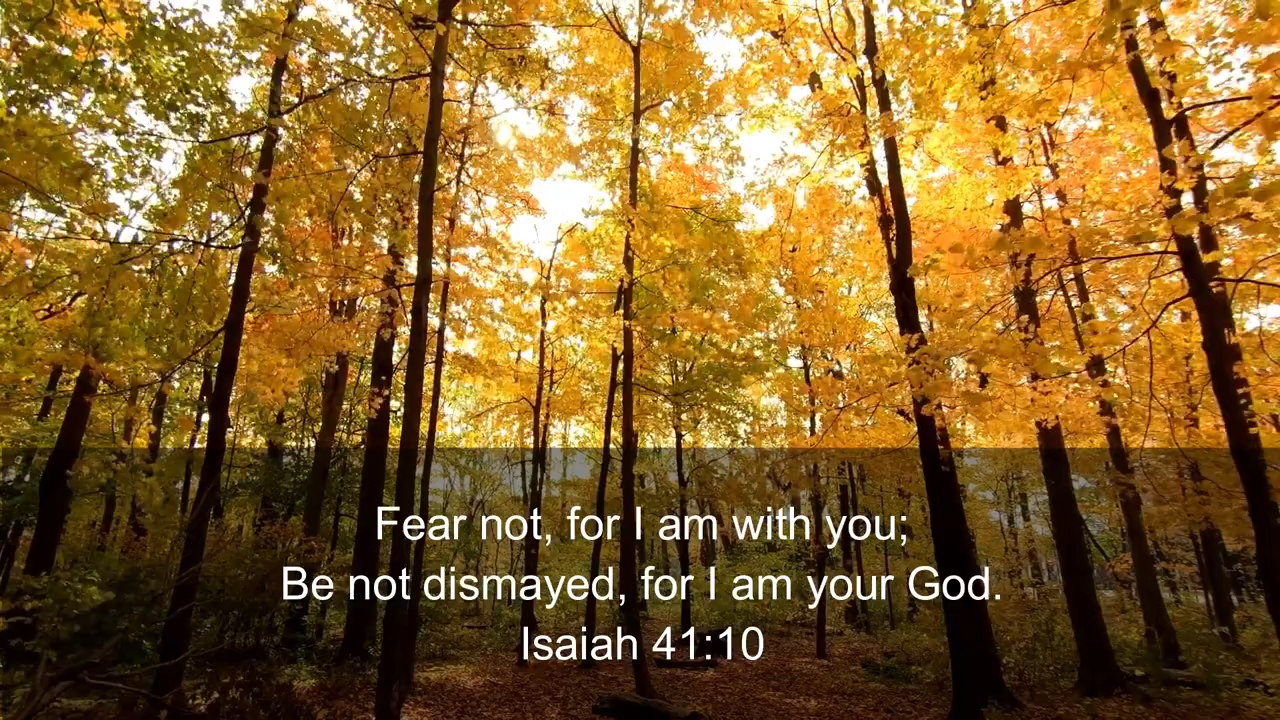 Fear not, for I am with you;
Be not dismayed, for I am your God.
Isaiah 41:10